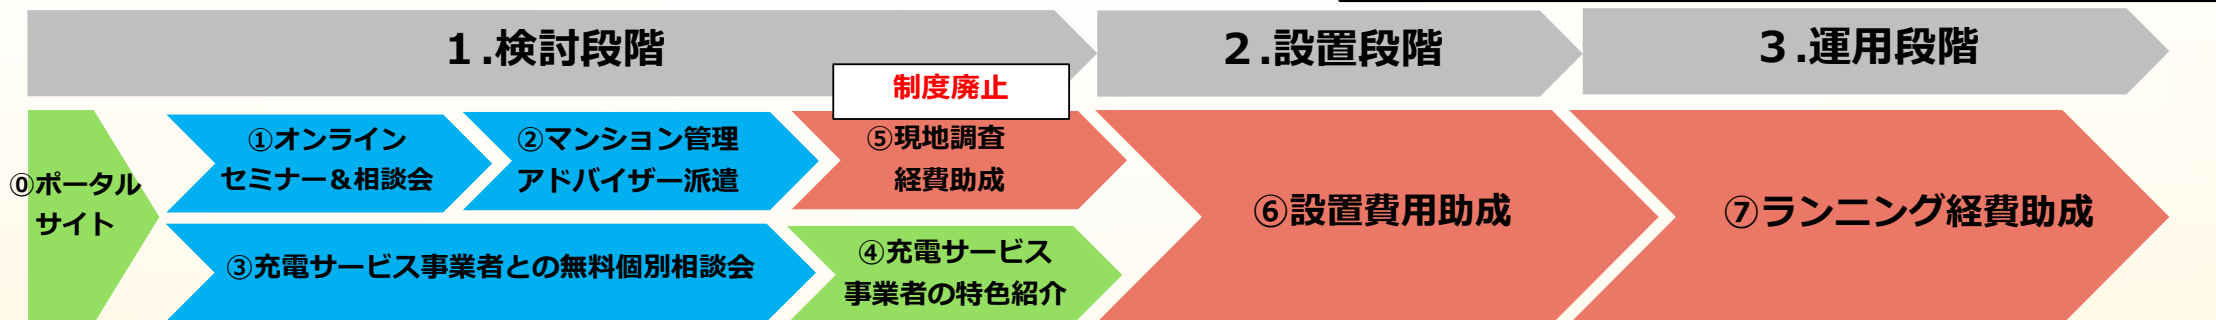 １.検討段階
２.設置段階
３.運用段階
制度廃止
⓪ポータル
サイト
①オンライン
セミナー＆相談会
②マンション管理
アドバイザー派遣
⑤現地調査
経費助成
③充電サービス事業者との無料個別相談会
④充電サービス
事業者の特色紹介
⑥設置費用助成
⑦ランニング経費助成